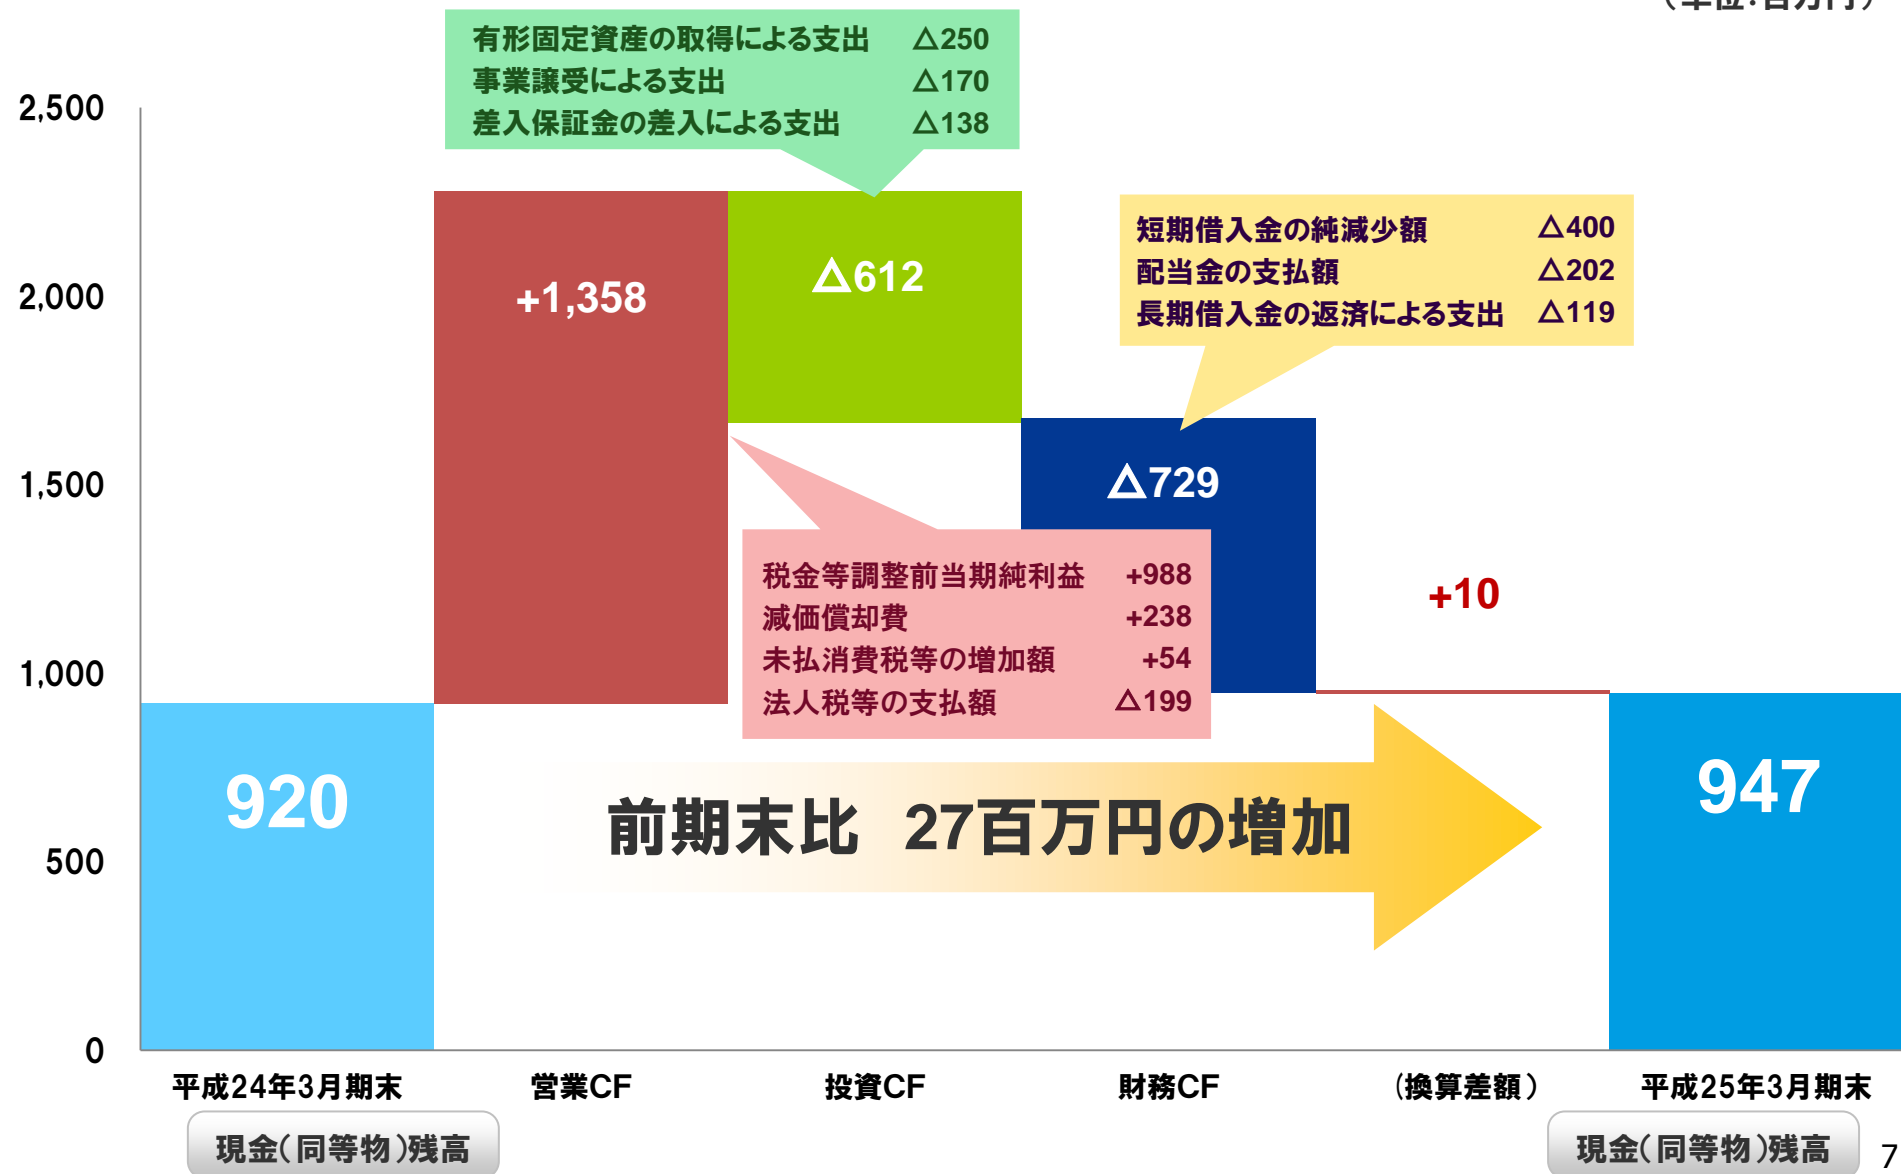 (単位:百万円)
有形固定資産の取得による支出 △250
事業譲受による支出 △170
差入保証金の差入による支出 △138
2,500
2,000
1,500
1,000
500
0
+1,358
△612
短期借入金の純減少額 △400
配当金の支払額 △202
長期借入金の返済による支出 △119
△729
税金等調整前当期純利益 +988
減価償却費 +238
未払消費税等の増加額 +54
法人税等の支払額 △199
+10
920
前期末比 27百万円の増加
947
平成24年3月期末
営業CF
投資CF
財務CF
(換算差額)
平成25年3月期末
現金(同等物)残高
現金(同等物)残高
7